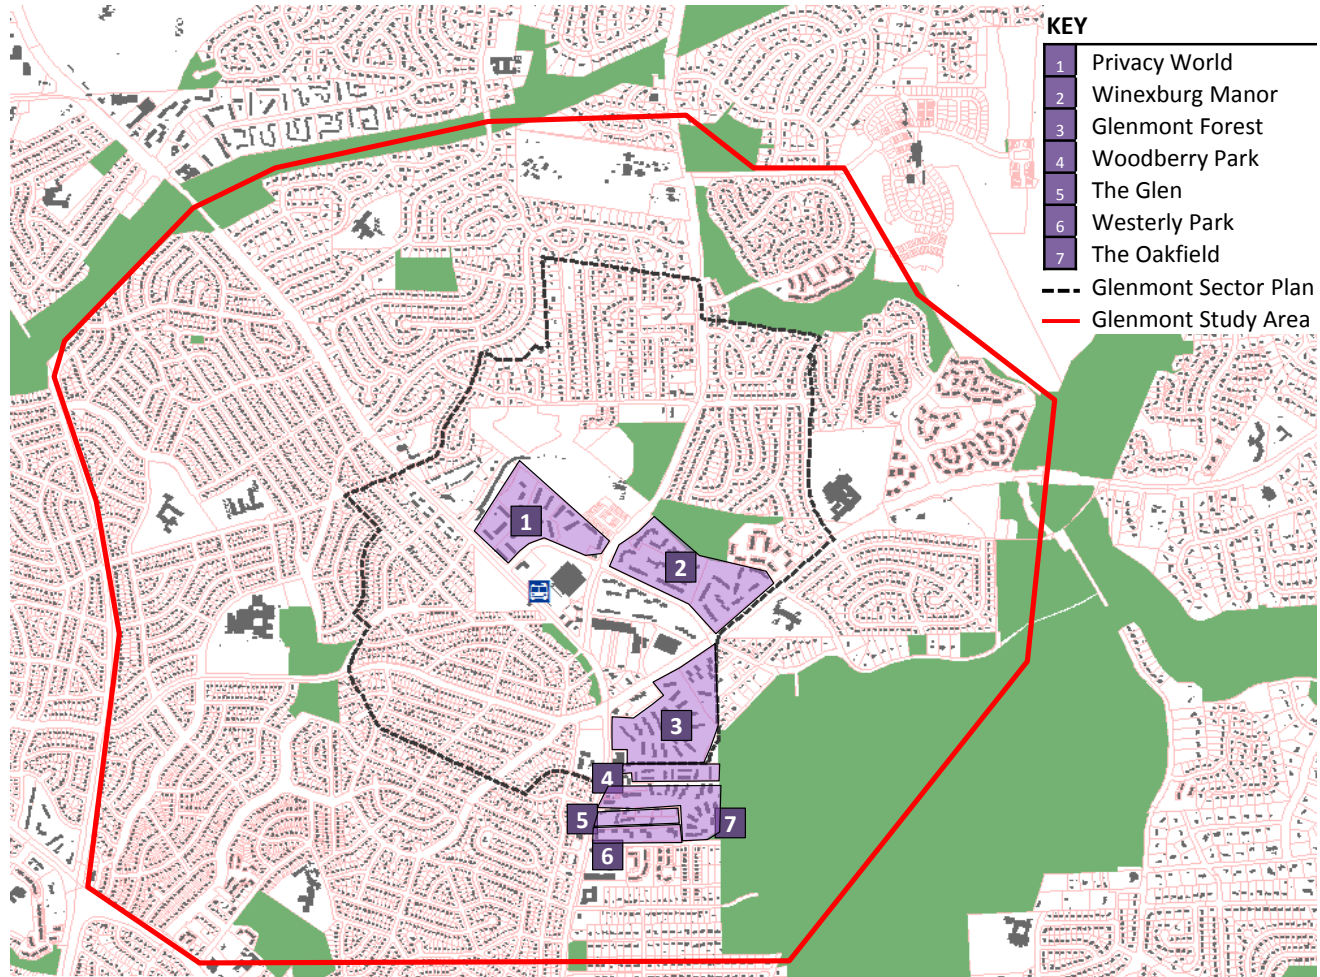 KEY
1 Privacy World
2 Winexburg Manor
3 Glenmont Forest
4 Woodberry Park
5 The Glen
6 Westerly Park
7 The Oakfield
Glenmont Sector Plan
Glenmont Study Area
1
2
3
4
5
7
6